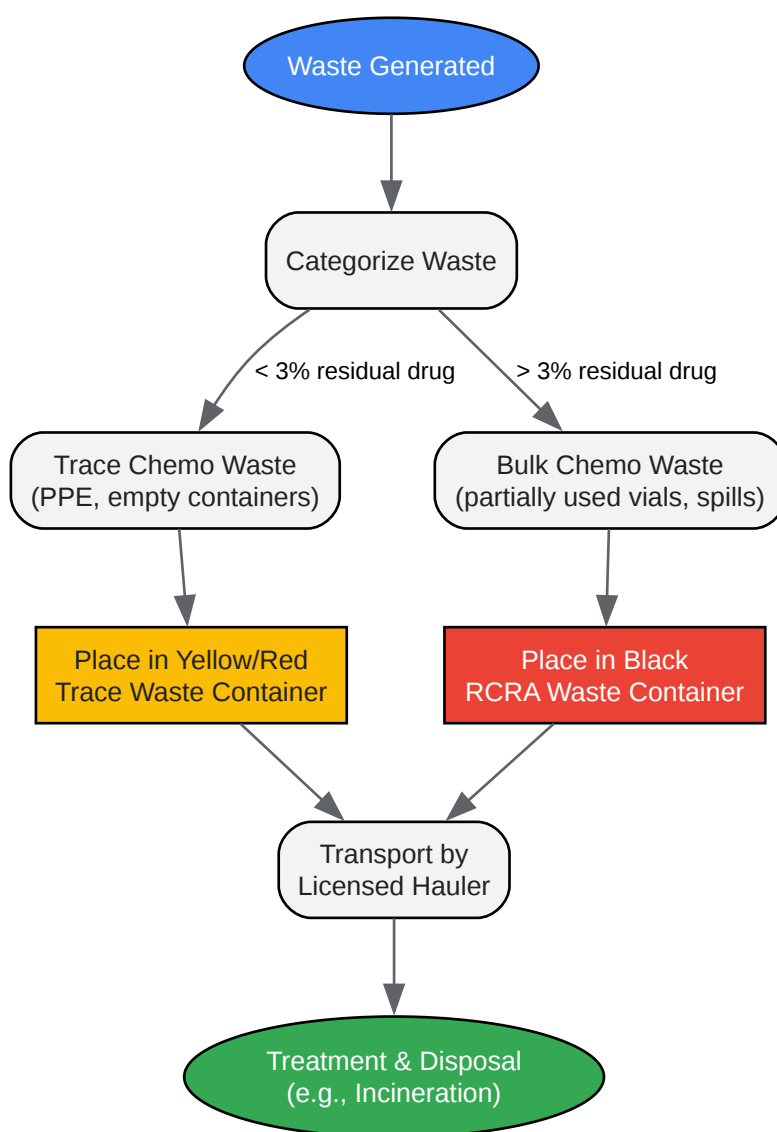 Waste Generated
Categorize Waste
< 3% residual drug
> 3% residual drug
Trace Chemo Waste
(PPE, empty containers)
Bulk Chemo Waste
(partially used vials, spills)
Place in Yellow/Red
Trace Waste Container
Place in Black
RCRA Waste Container
Transport by
Licensed Hauler
Treatment & Disposal
(e.g., Incineration)